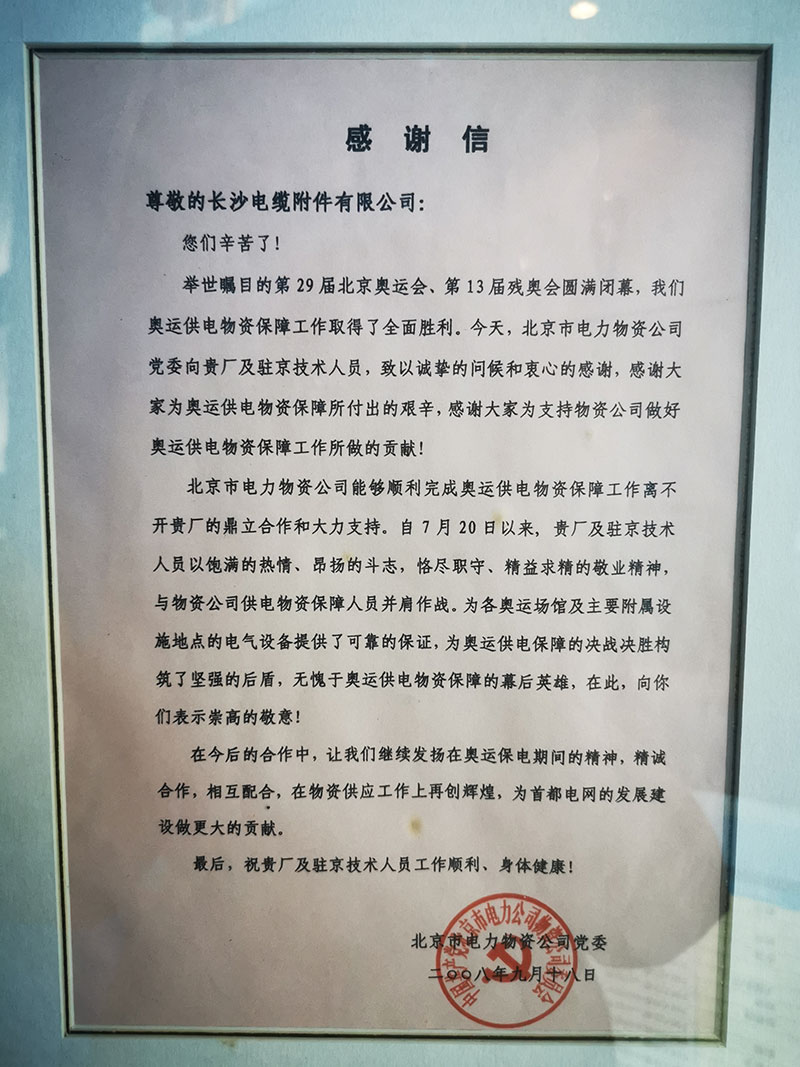 感谢信
尊敬的长沙电缆附件有限公司：
您们辛苦了！
举世瞩目的第29届北京奥运会、第13届残奥会圆满闭幕，我们
奥运供电物资保障工作取得了全面胜利。今天，北京市电力物资公司
党委向贵厂及驻京技术人员，致以诚挚的问候和衷心的感谢，感谢大
家为奥运供电物资保障所付出的艰辛，感谢大家为支持物资公司做好
奥运供电物资保障工作所做的贡献！
北京市电力物资公司能够顺利完成奥运供电物资保障工作离不
开贵厂的鼎立合作和大力支持。自7月20日以来，贵厂及驻京技术
人员以饱满的热情、昂扬的斗志，恪尽职守、精益求精的敬业精神，
与物资公司供电物资保障人员并肩作战。为各奥运场馆及主要附属设
施地点的电气设备提供了可靠的保证，为奥运供电保障的决战决胜构
筑了坚强的后盾，无愧于奥运供电物资保障的幕后英雄，在此，向你
们表示崇高的敬意！
在今后的合作中，让我们继续发扬在奥运保电期间的精神，精诚
合作，相互配合，在物资供应工作上再创辉煌，为首都电网的发展建
设做更大的贡献。
最后，祝贵厂及驻京技术人员工作顺利、身体健康！
北京市电力物资公司党委
二〇〇八年九月十八日
中国共产党北京市电力公司物资公司委员会